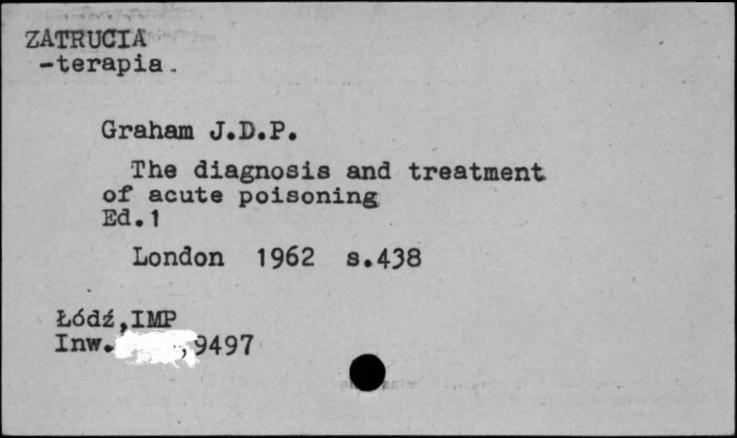 ZATRUCIA
-terapia.
Graham J.D.P.
The diagnosis and treatment
of acute poisoning
Ed.1
London 1962 s.438
Łódź,IMP
Inw. ,9497